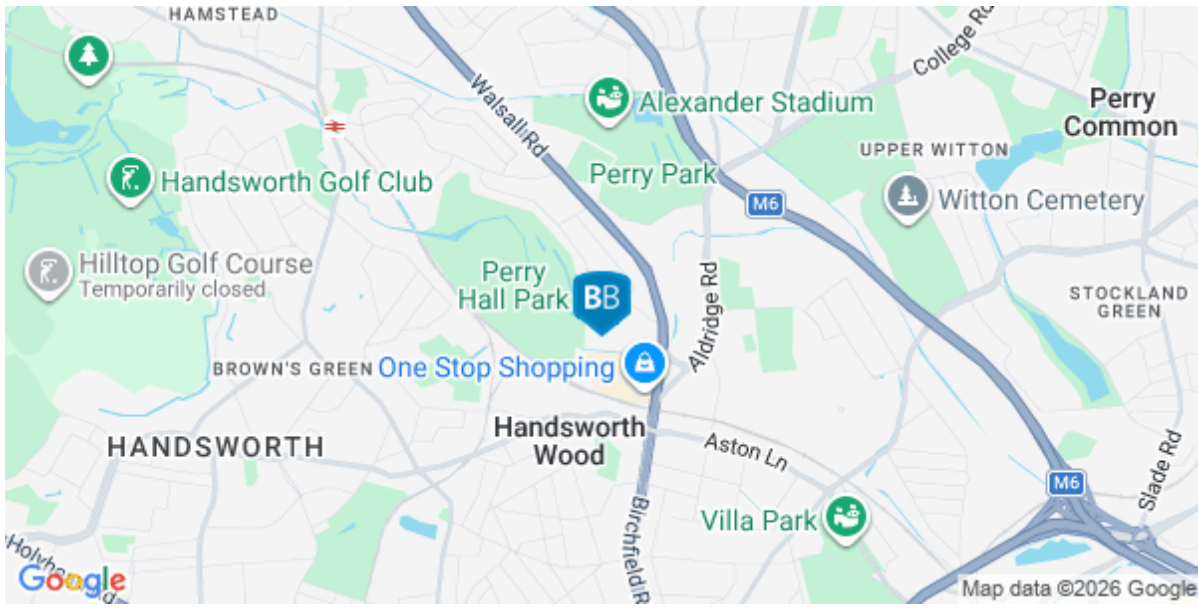 HAMSTEAD
College Rd
Walsall Rd
Alexander Stadium
Perry
Common
UPPER WITTON
Perry Park
Handsworth Golf Club
M6
Witton Cemetery
Hilltop Golf Course
Temporarily closed
Perry
Hall Park
BB
Aldridge Rd
STOCKLAND
GREEN
BROWN'S GREEN
One Stop Shopping
Handsworth
Wood
HANDSWORTH
Aston Ln
Slade Rd
M6
Villa Park
Birchfield R
Google
Map data ©2026 Google